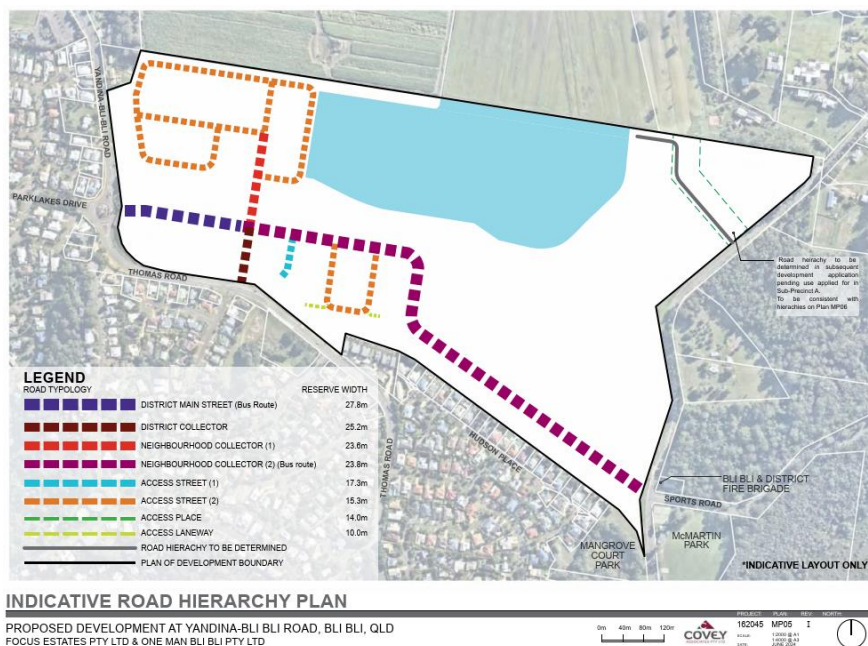 YANDINA-BLI-BLI ROAD
PARKLAKES DRIVE
THOMAS ROAD
Road hierachy to be
determined in subsequent
development application
pending use applied for in
Sub-Precinct A.
To be consistent with
hierachies on Plan MP06
LEGEND
ROAD TYPOLOGY RESERVE WIDTH
DISTRICT MAIN STREET (Bus Route) 27.8m
DISTRICT COLLECTOR 25.2m
NEIGHBOURHOOD COLLECTOR (1) 23.6m
NEIGHBOURHOOD COLLECTOR (2) (Bus route) 23.8m
ACCESS STREET (1) 17.3m
ACCESS STREET (2) 15.3m
ACCESS PLACE 14.0m
ACCESS LANEWAY 10.0m
ROAD HIERACHY TO BE DETERMINED
PLAN OF DEVELOPMENT BOUNDARY
THOMAS ROAD
HUDSON PLACE
BLI BLI & DISTRICT
FIRE BRIGADE
SPORTS ROAD
MANGROVE
COURT
PARK
McMARTIN
PARK
*INDICATIVE LAYOUT ONLY
INDICATIVE ROAD HIERARCHY PLAN
PROPOSED DEVELOPMENT AT YANDINA-BLI BLI ROAD, BLI BLI, QLD
FOCUS ESTATES PTY LTD & ONE MAN BLI BLI PTY LTD
0m 40m 80m 120m
COVEY
PROJECT: PLAN: REV: NORTH:
162045 MP05 I
SCALE:
DATE: JUNE 2024